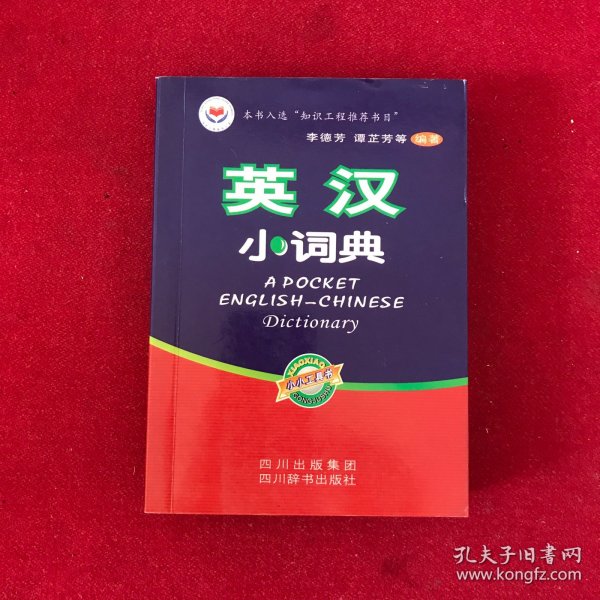 本书入选“知识工程推荐书目”
李德芳 谭芷芳等 编著
英汉
小词典
A POCKET
ENGLISH-CHINESE
Dictionary
XIAOXIAO
小小工具书
GONGJUSHU
四川出版集团
四川辞书出版社
孔夫子旧书网
www.kongfz.com